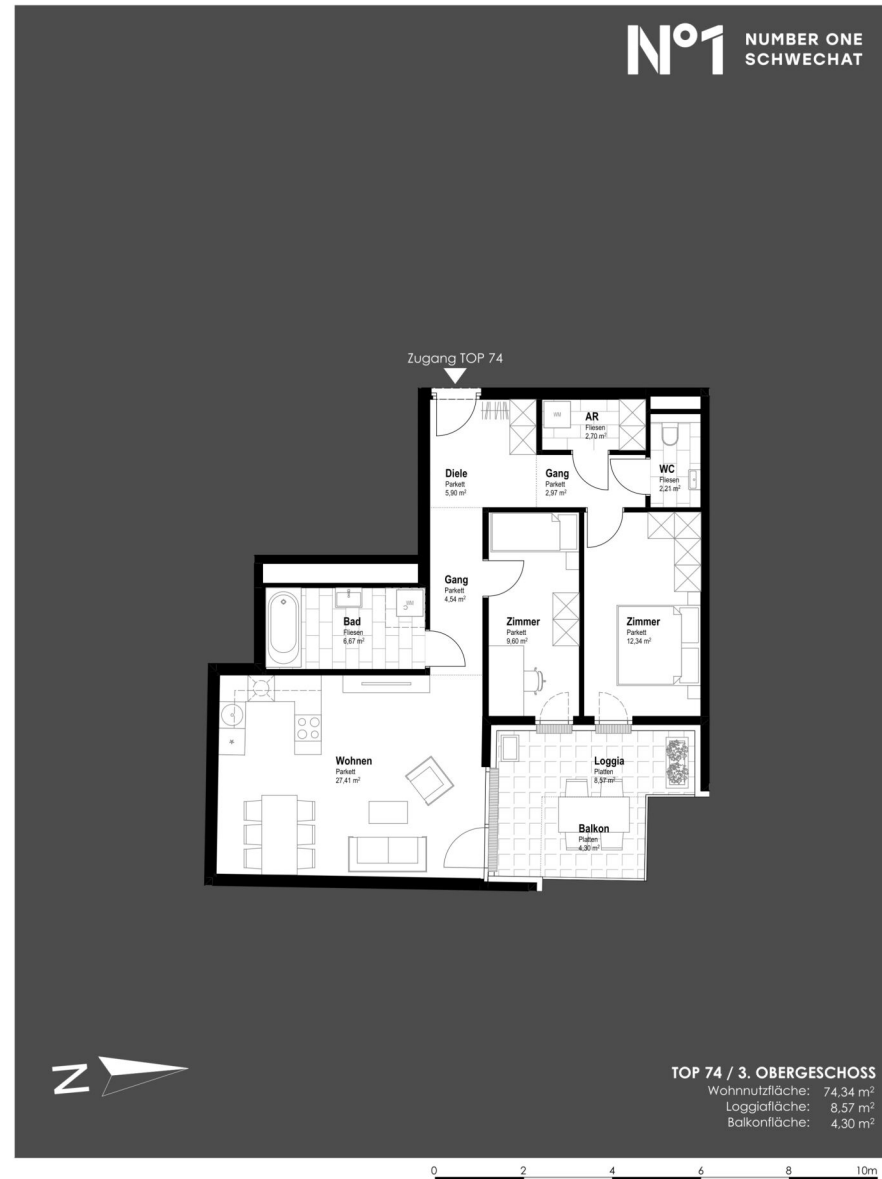 Nº1 NUMBER ONE
SCHWECHAT
Zugang TOP 74
AR
Fliesen
2,70 m²
WM
WC
Fliesen
2,21 m²
Diele
Parkett
5,90 m²
Gang
Parkett
2,97 m²
Gang
Parkett
4,54 m²
Bad
Fliesen
6,67 m²
WM
Zimmer
Parkett
9,60 m²
Zimmer
Parkett
12,34 m²
Wohnen
Parkett
27,41 m²
Loggia
Platten
8,57 m²
Balkon
Platten
4,30 m²
N
TOP 74 / 3. OBERGESCHOSS
Wohnnutzfläche: 74,34 m²
Loggiafläche: 8,57 m²
Balkonfläche: 4,30 m²
0 2 4 6 8 10m